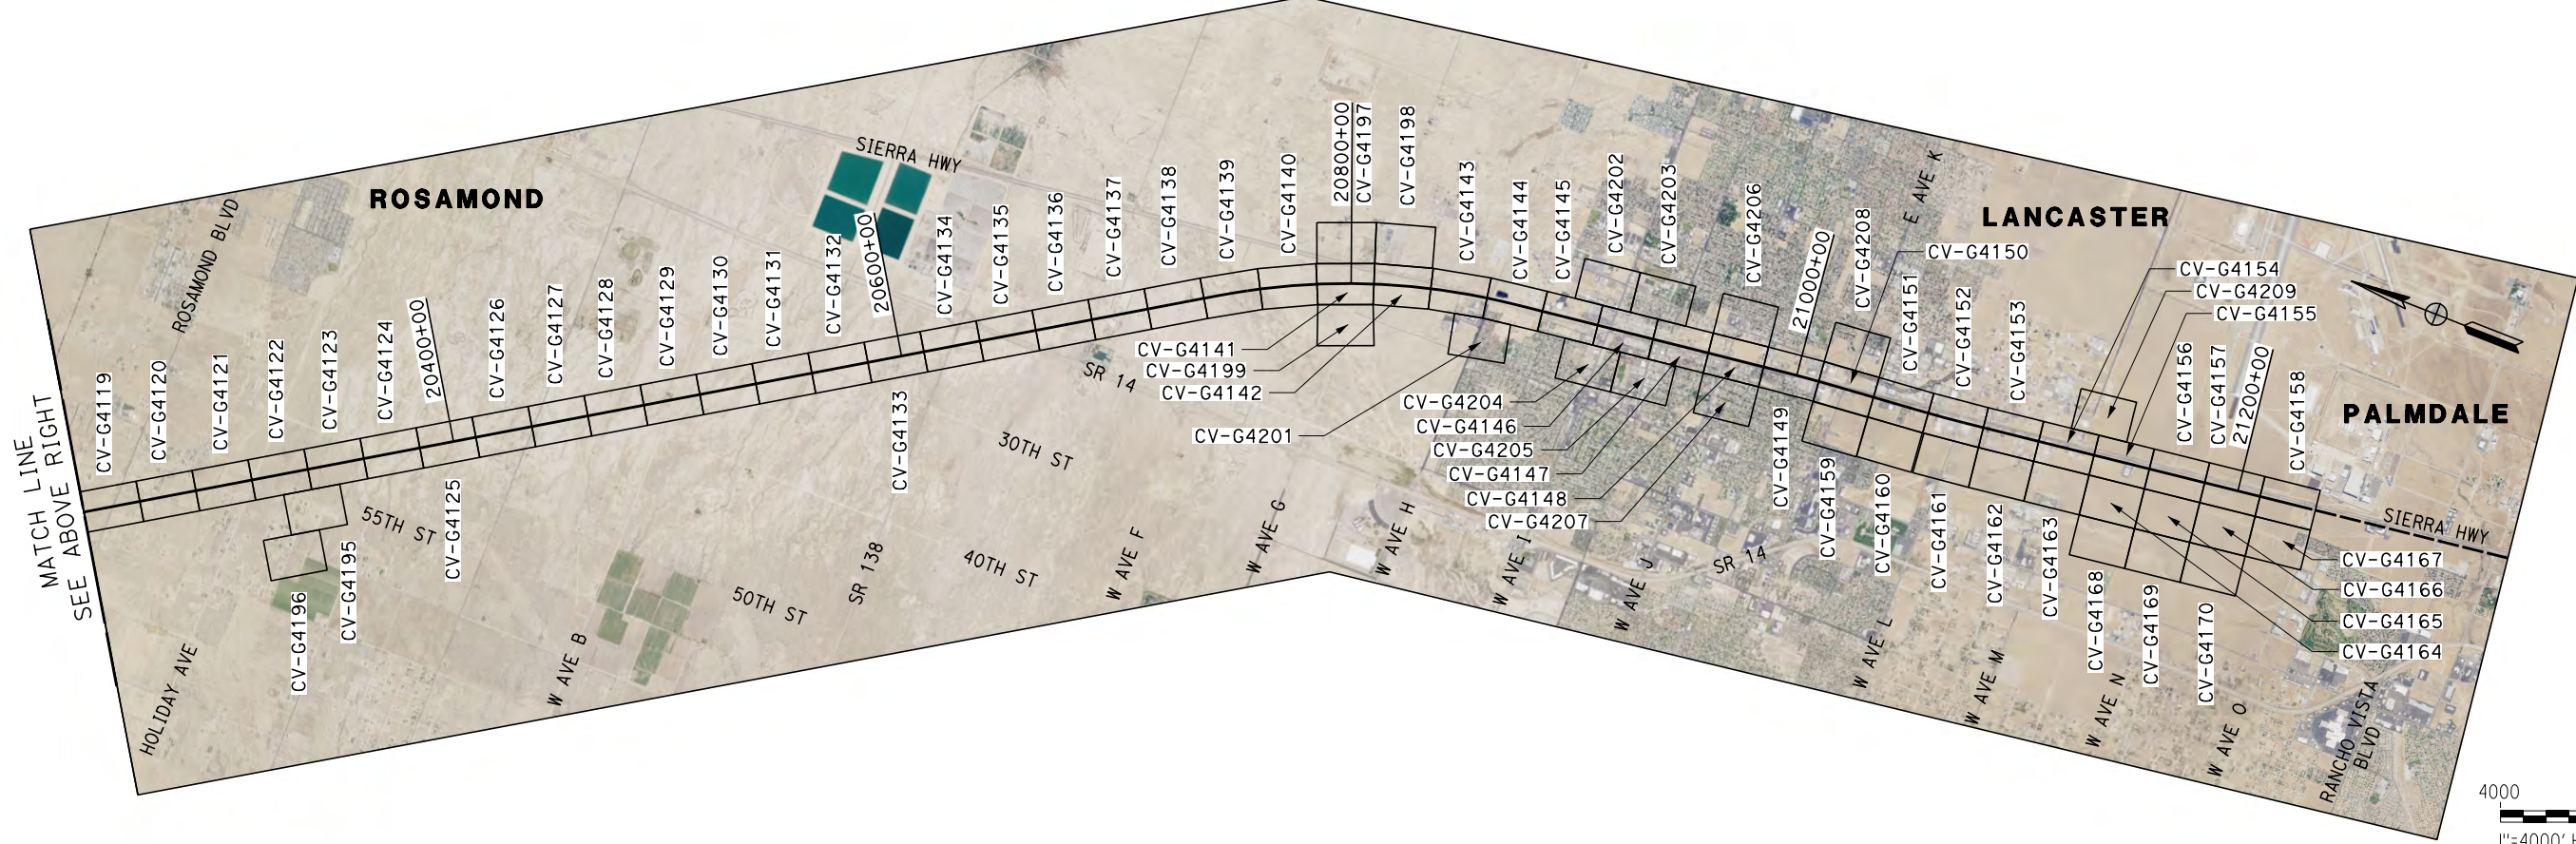 MATCH LINE
SEE ABOVE RIGHT
ROSAMOND
LANCASTER
PALMDALE
ROSAMOND BLVD
SIERRA HWY
E AVE K
CV-G4119
CV-G4120
CV-G4121
CV-G4122
CV-G4123
CV-G4124
20400+00
CV-G4126
CV-G4127
CV-G4128
CV-G4129
CV-G4130
CV-G4131
CV-G4132
20600+00
CV-G4134
CV-G4135
CV-G4136
CV-G4137
CV-G4138
CV-G4139
CV-G4140
20800+00
CV-G4197
CV-G4198
CV-G4143
CV-G4144
CV-G4145
CV-G4202
CV-G4203
CV-G4206
21000+00
CV-G4208
CV-G4150
CV-G4151
CV-G4152
CV-G4153
CV-G4154
CV-G4209
CV-G4155
CV-G4156
CV-G4157
21200+00
CV-G4158
CV-G4196
CV-G4195
CV-G4125
CV-G4133
CV-G4141
CV-G4199
CV-G4142
CV-G4201
CV-G4204
CV-G4146
CV-G4205
CV-G4147
CV-G4148
CV-G4207
CV-G4149
CV-G4159
CV-G4160
CV-G4161
CV-G4162
CV-G4163
CV-G4168
CV-G4169
CV-G4170
CV-G4167
CV-G4166
CV-G4165
CV-G4164
SIERRA HWY
HOLIDAY AVE
55TH ST
W AVE B
50TH ST
SR 138
40TH ST
30TH ST
SR 14
W AVE F
W AVE G
W AVE H
W AVE I
W AVE J
SR 14
W AVE L
W AVE M
W AVE N
W AVE O
RANCHO VISTA
BLVD
4000
1"=4000'